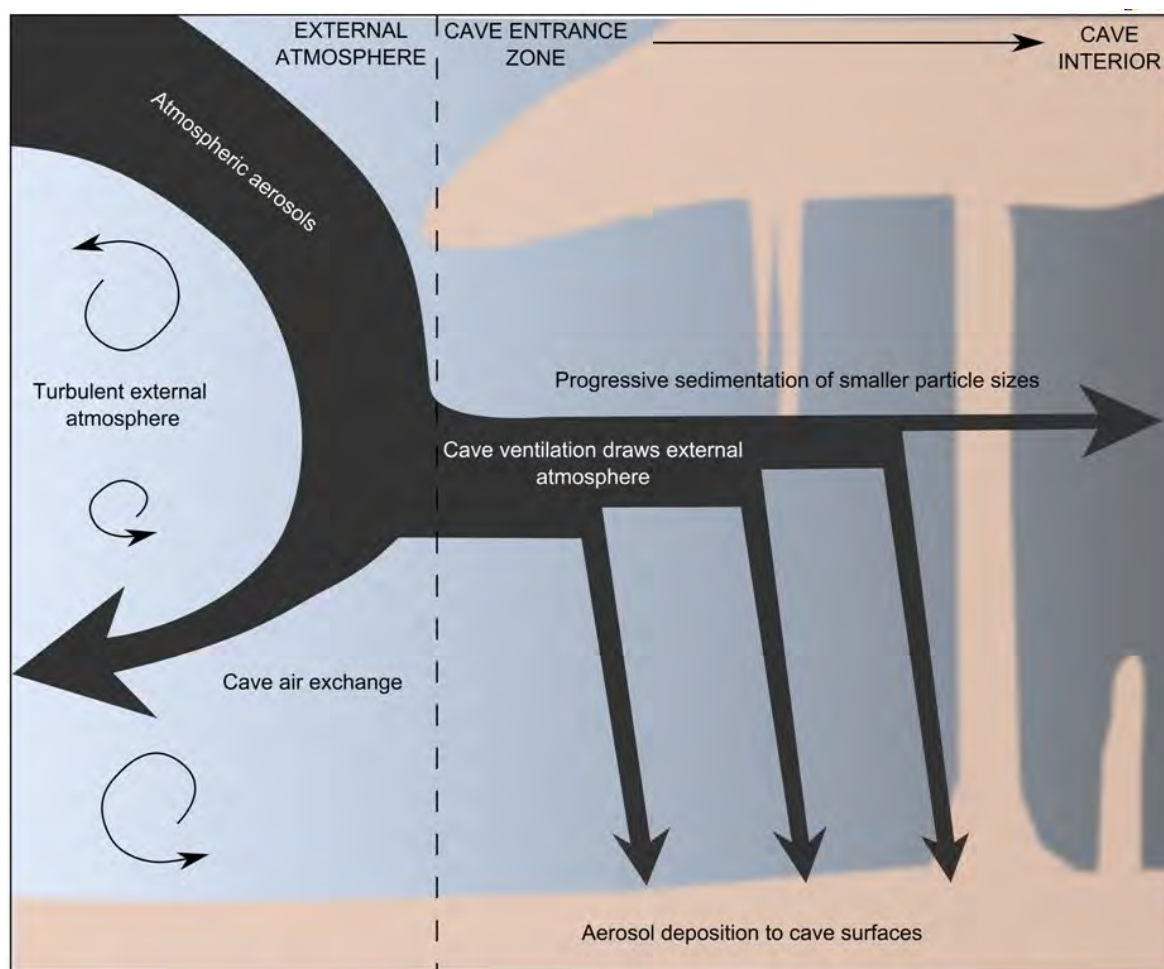 EXTERNAL
ATMOSPHERE
CAVE ENTRANCE
ZONE
CAVE
INTERIOR
Atmospheric aerosols
Turbulent external
atmosphere
Progressive sedimentation of smaller particle sizes
Cave ventilation draws external
atmosphere
Cave air exchange
Aerosol deposition to cave surfaces